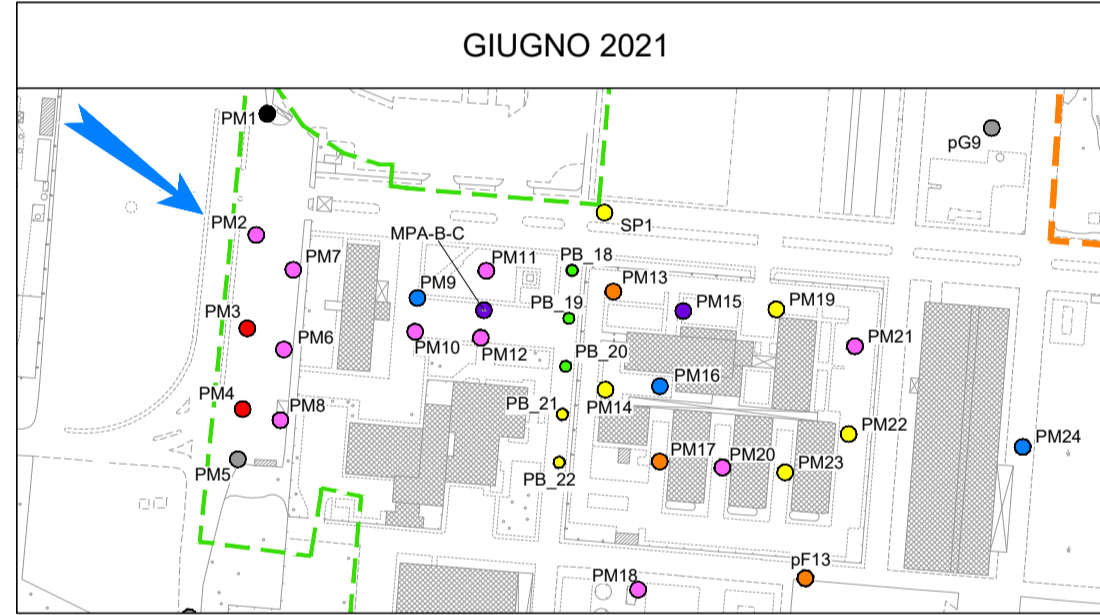 GIUGNO 2021
PM1
pG9
PM2
SP1
MPA-B-C
PM7
PM11
PB_18
PM9
PM13
PM3
PB_19
PM15
PM19
PM6
PM10
PM12
PM21
PB_20
PM16
PM4
PB_21
PM14
PM8
PM22
PM24
PM5
PM17
PM20
PM23
PB_22
pF13
PM18